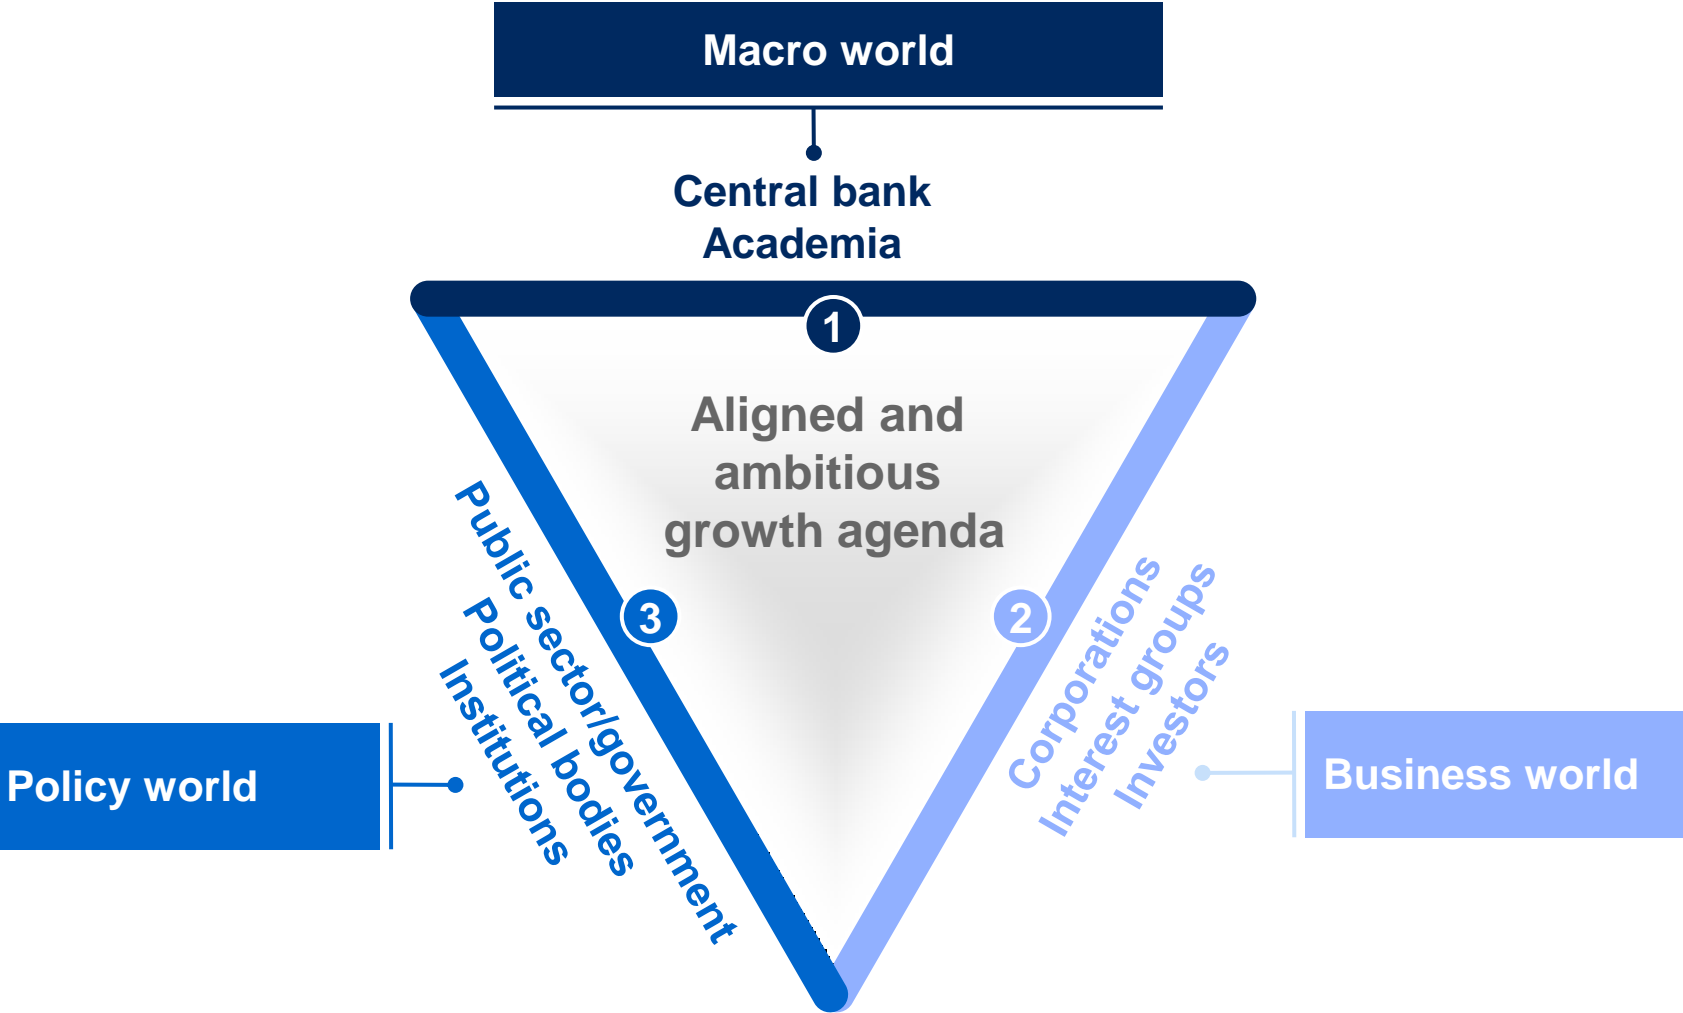 Macro world
Central bank
Academia
1
Aligned and
ambitious
growth agenda
3
2
Public sector/government
Political bodies
Institutions
Corporations
Interest groups
Investors
Policy world
Business world